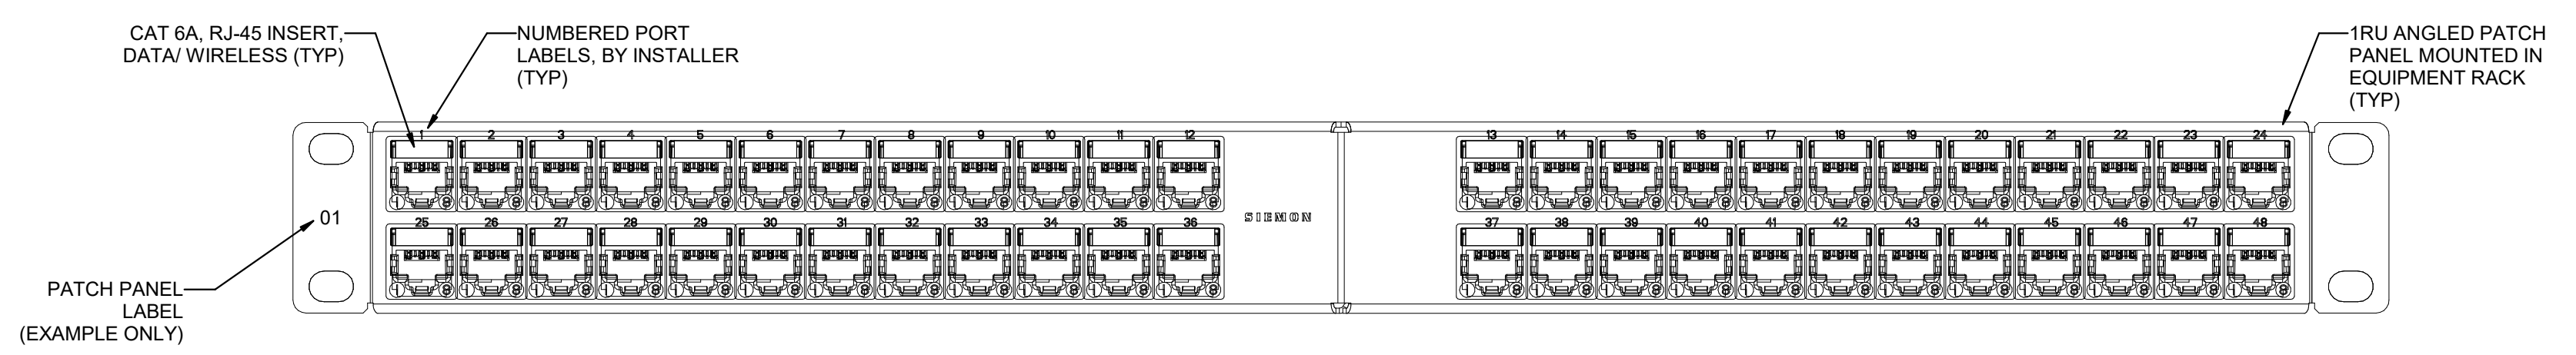 CAT 6A, RJ-45 INSERT,
DATA/ WIRELESS (TYP)
NUMBERED PORT
LABELS, BY INSTALLER
(TYP)
1RU ANGLED PATCH
PANEL MOUNTED IN
EQUIPMENT RACK
(TYP)
1 2 3 4 5 6 7 8 9 10 11 12 13 14 15 16 17 18 19 20 21 22 23 24
01
SIEMON
25 26 27 28 29 30 31 32 33 34 35 36 37 38 39 40 41 42 43 44 45 46 47 48
PATCH PANEL
LABEL
(EXAMPLE ONLY)